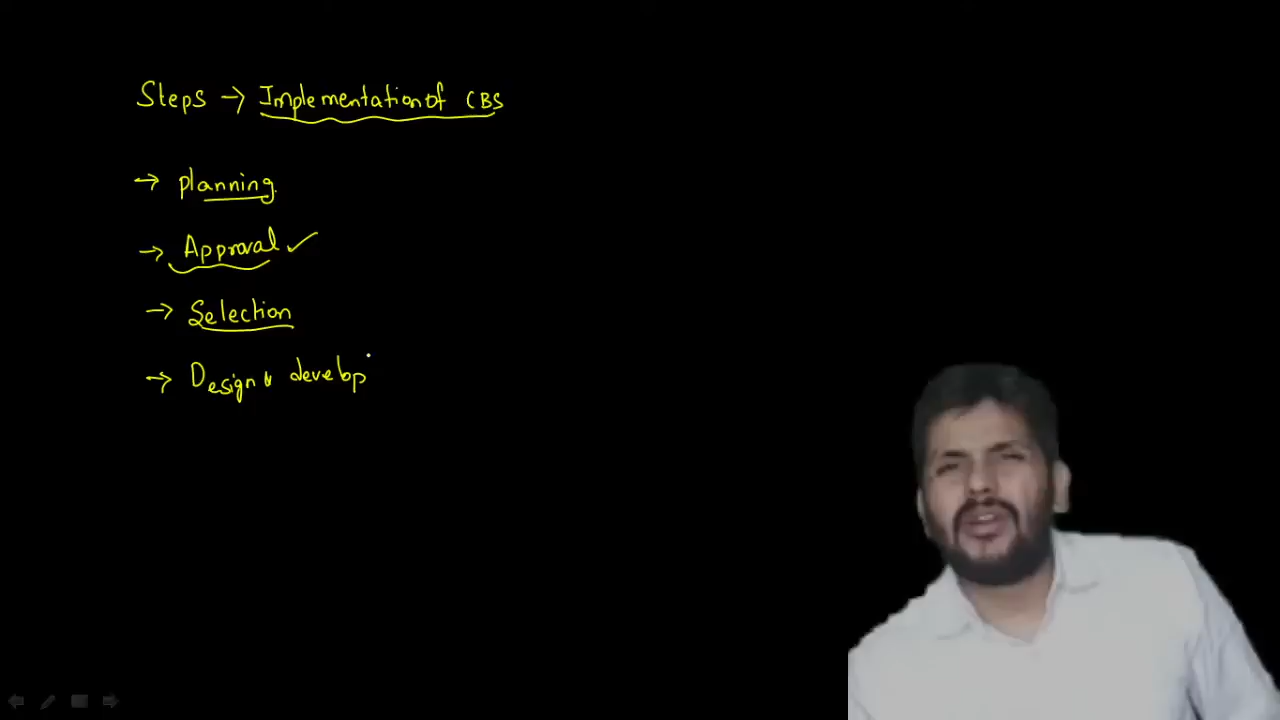 Steps → Implementation of CBS
→ planning
→ Approval ✓
→ Selection
→ Design & develop